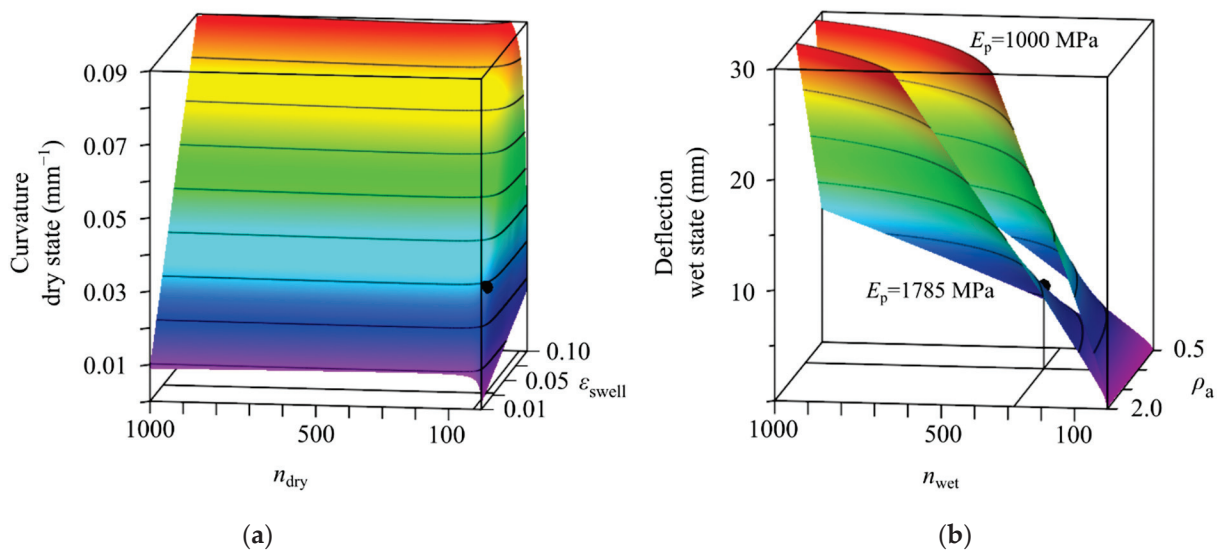 0.09
0.07
0.05
0.03
0.01
Curvature
dry state (mm⁻¹)
1000
500
100
n_dry
0.10
0.05
0.01
ε_swell
(a)
E_p=1000 MPa
30
20
10
Deflection
wet state (mm)
E_p=1785 MPa
1000
500
100
n_wet
0.5
2.0
ρ_a
(b)